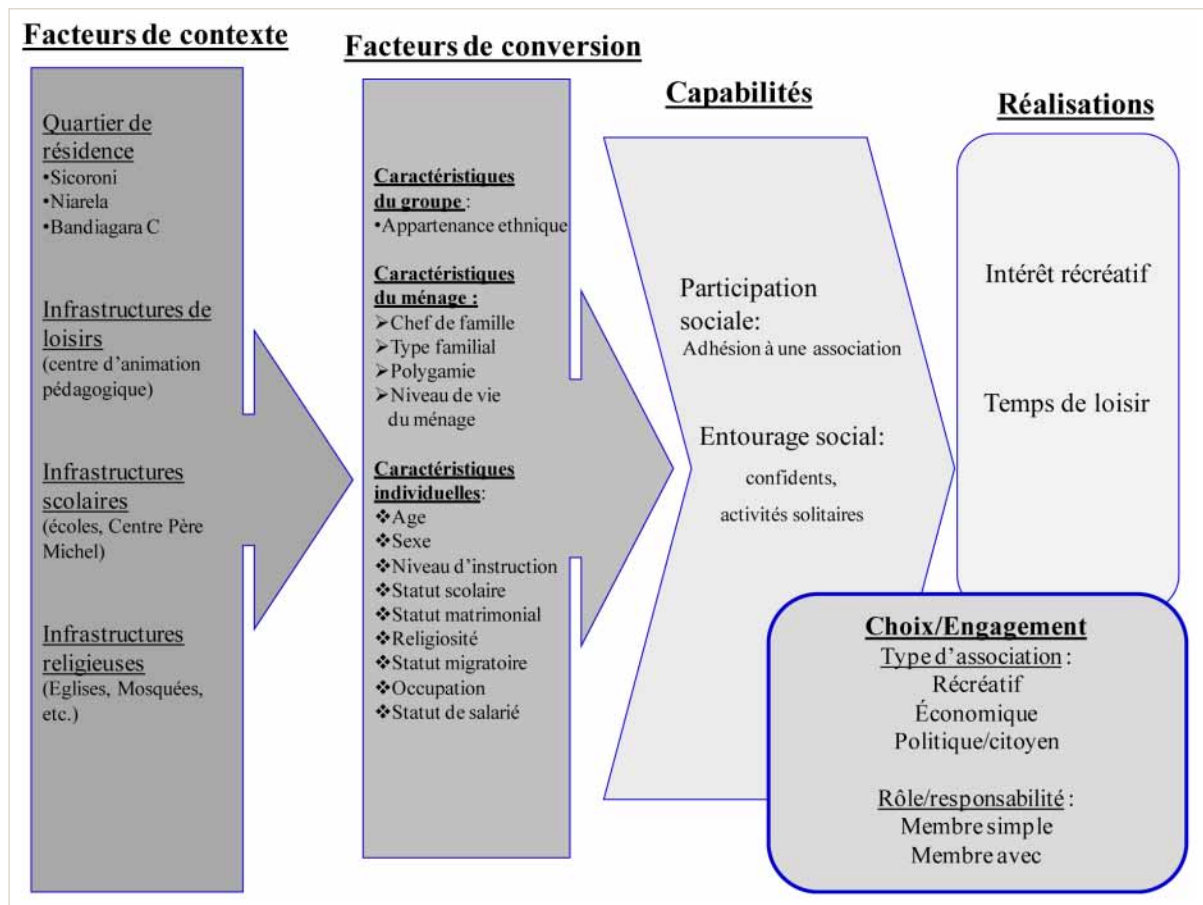 Facteurs de contexte
Quartier de
résidence
•Sicoroni
•Niarela
•Bandiagara C
Infrastructures de
loisirs
(centre d'animation
pédagogique)
Infrastructures
scolaires
(écoles, Centre Père
Michel)
Infrastructures
religieuses
(Eglises, Mosquées,
etc.)
Facteurs de conversion
Caractéristiques
du groupe :
•Appartenance ethnique
Caractéristiques
du ménage :
➢Chef de famille
➢Type familial
➢Polygamie
➢Niveau de vie
du ménage
Caractéristiques
individuelles:
❖Age
❖Sexe
❖Niveau d'instruction
❖Statut scolaire
❖Statut matrimonial
❖Religiosité
❖Statut migratoire
❖Occupation
❖Statut de salarié
Capabilités
Participation
sociale:
Adhésion à une association
Entourage social:
confidents,
activités solitaires
Réalisations
Intérêt récréatif
Temps de loisir
Choix/Engagement
Type d'association :
Récréatif
Économique
Politique/citoyen
Rôle/responsabilité :
Membre simple
Membre avec